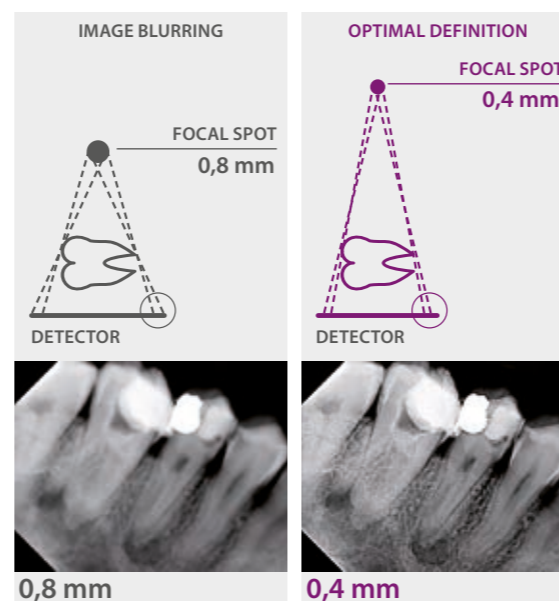 IMAGE BLURRING
FOCAL SPOT
0,8 mm
DETECTOR
0,8 mm
OPTIMAL DEFINITION
FOCAL SPOT
0,4 mm
DETECTOR
0,4 mm